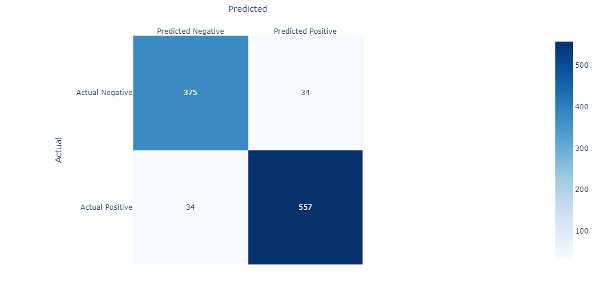 Predicted
Predicted Negative Predicted Positive
Actual Negative 375 34
Actual
Actual Positive 34 557
500
400
300
200
100